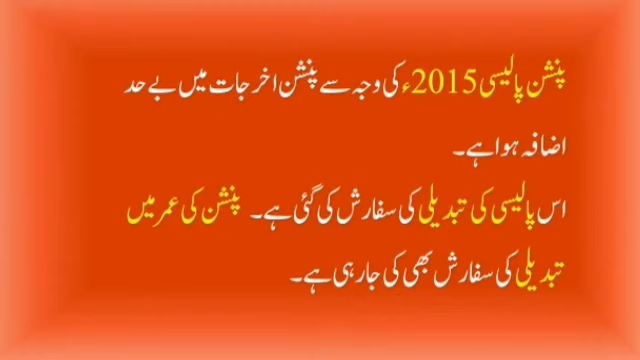 پنشن پالیسی 2015ء کی وجہ سے پنشن اخرجات میں بے حد
اضافہ ہوا ہے۔
اس پالیسی کی تبدیلی کی سفارش کی گئی ہے۔ پنشن کی عمر میں
تبدیلی کی سفارش بھی کی جارہی ہے۔